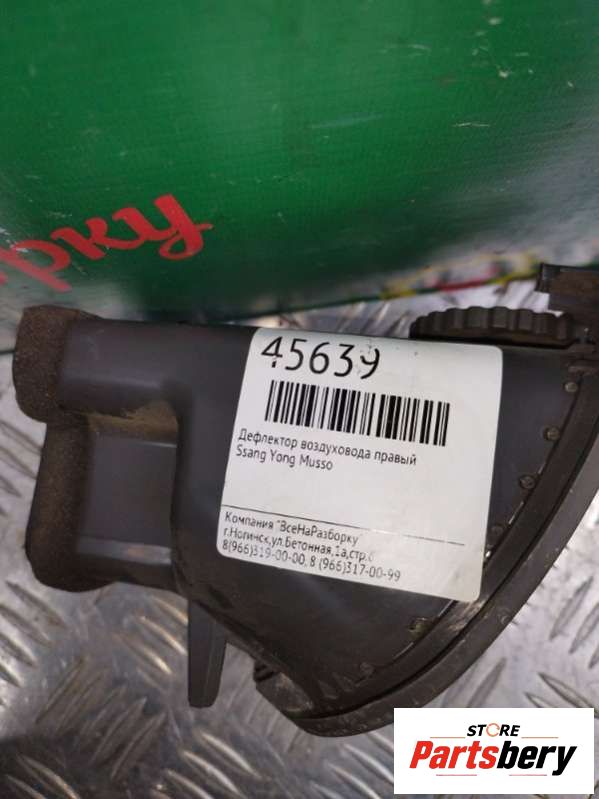 45639
Дефлектор воздуховода правый
Ssang Yong Musso
Компания "ВсеНаРазборку"
г.Ногинск,ул.Бетонная,1а,стр.
8(966)319-00-00, 8 (966)317-00-99
STORE
Partsbery